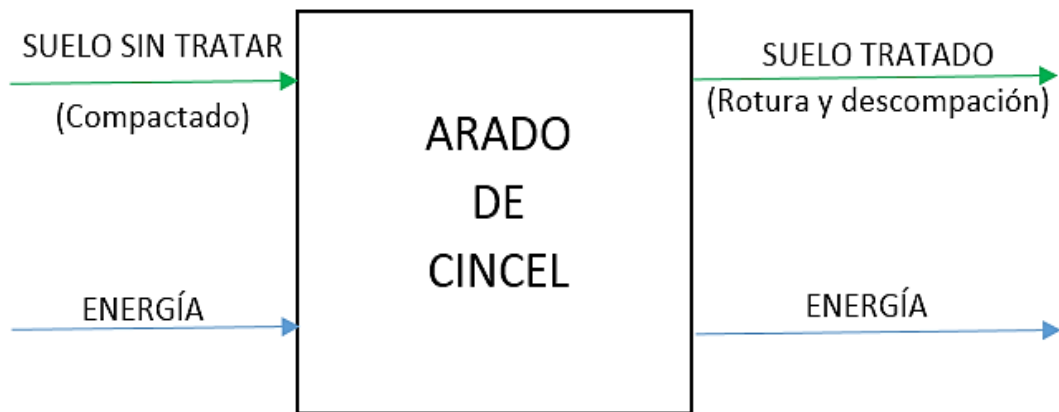 SUELO SIN TRATAR
(Compactado)
ENERGÍA
ARADO
DE
CINCEL
SUELO TRATADO
(Rotura y descompación)
ENERGÍA